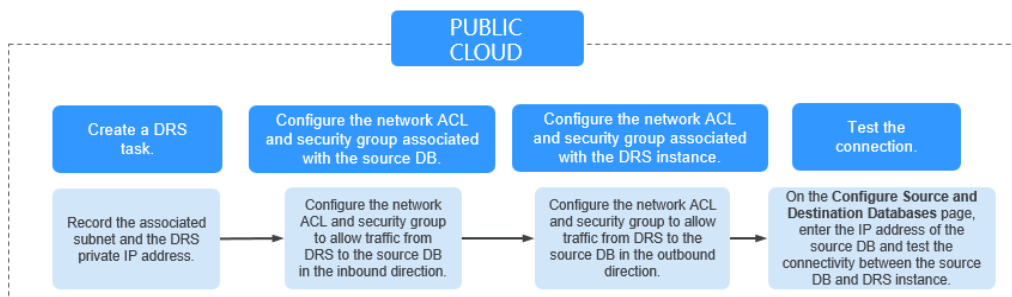 PUBLIC
CLOUD
Create a DRS
task.
Configure the network ACL
and security group associated
with the source DB.
Configure the network ACL
and security group associated
with the DRS instance.
Test the
connection.
Record the associated
subnet and the DRS
private IP address.
Configure the network
ACL and security group
to allow traffic from
DRS to the source DB
in the inbound direction.
Configure the network ACL
and security group to allow
traffic from DRS to the
source DB in the outbound
direction.
On the Configure Source and
Destination Databases page,
enter the IP address of the
source DB and test the
connectivity between the source
DB and DRS instance.